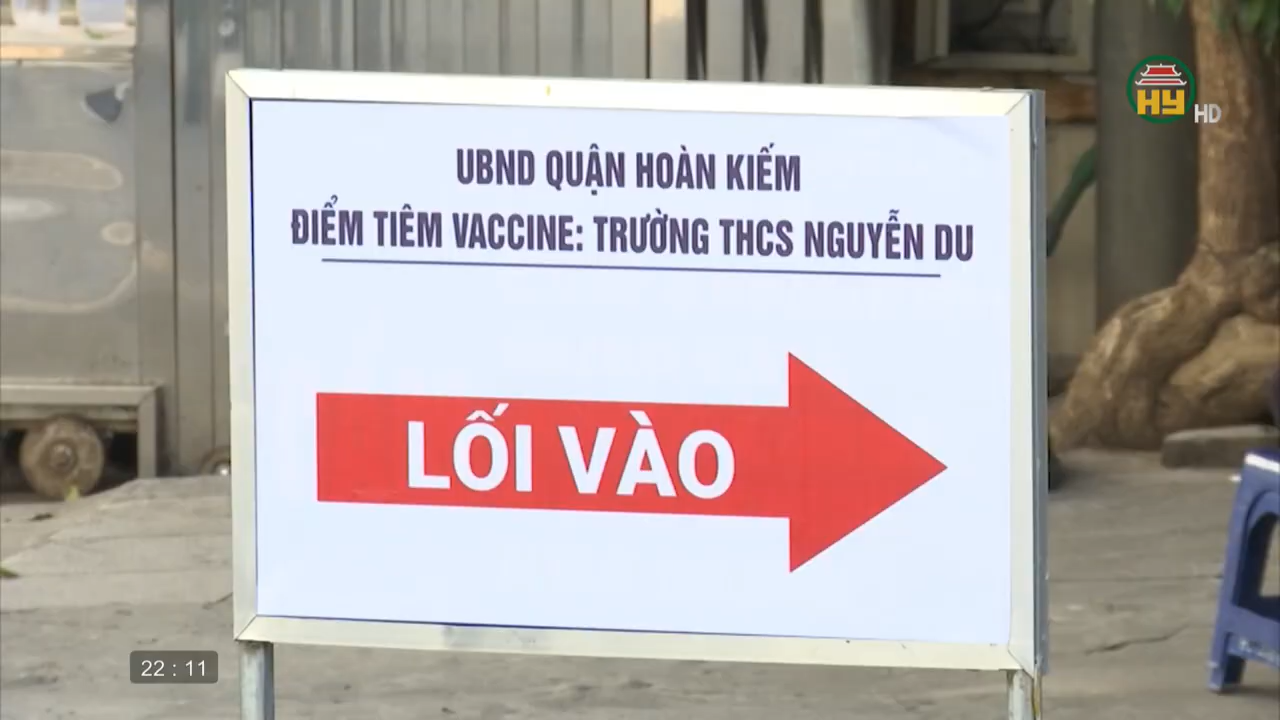 HY HD
UBND QUẬN HOÀN KIẾM
ĐIỂM TIÊM VACCINE: TRƯỜNG THCS NGUYỄN DU
LỐI VÀO
22 : 11